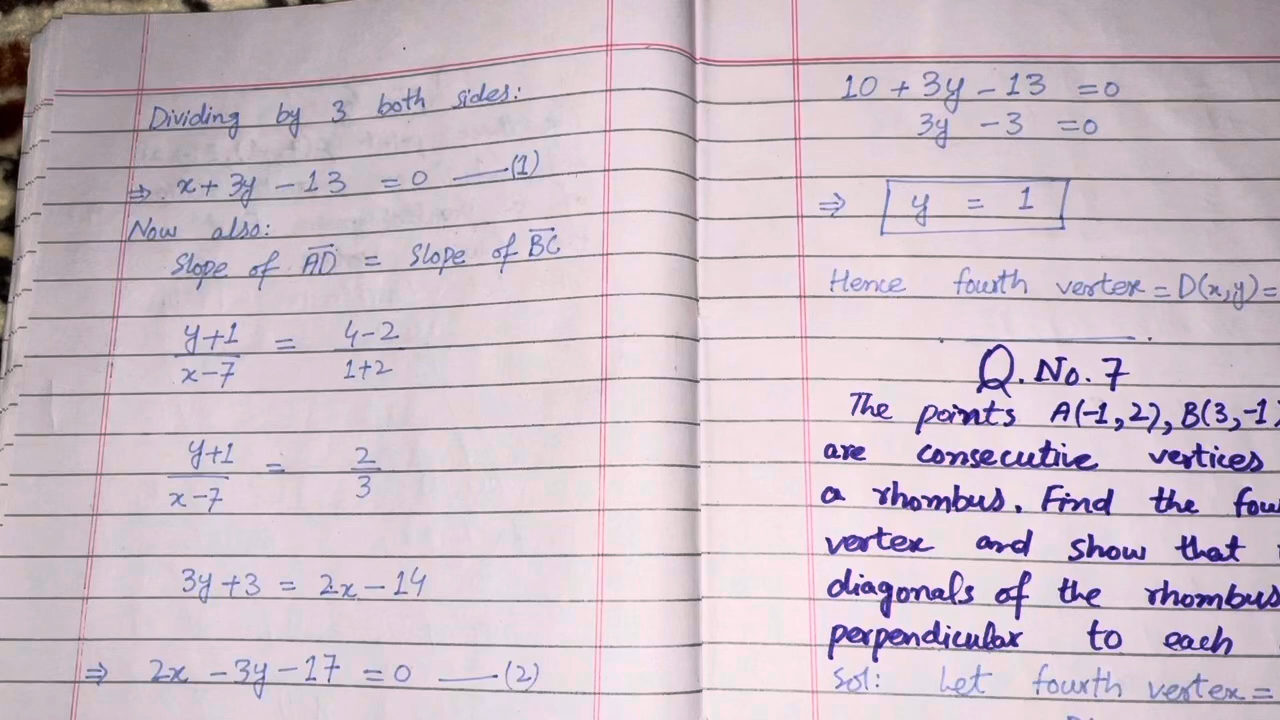 Dividing by 3 both sides:
⇒ x + 3y - 13 = 0 —(1)
Now also:
Slope of A̅D̅ = Slope of B̅C̅
y+1/x-7 = 4-2/1+2
y+1/x-7 = 2/3
3y + 3 = 2x - 14
⇒ 2x - 3y - 17 = 0 —(2)
10 + 3y - 13 = 0
3y - 3 = 0
⇒ y = 1
Hence fourth vertex = D(x,y) =
Q. No. 7
The points A(-1, 2), B(3, -1)
are consecutive vertices
a rhombus. Find the
vertex and show that
diagonals of the rhombus
perpendicular to each
Sol: Let fourth vertex =